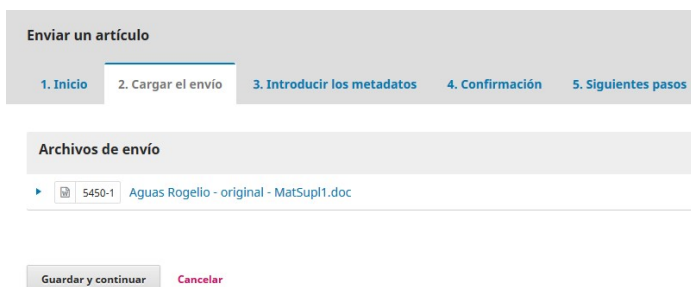 Enviar un artículo
1. Inicio 2. Cargar el envío 3. Introducir los metadatos 4. Confirmación 5. Siguientes pasos
Archivos de envío
5450-1 Aguas Rogelio - original - MatSupl1.doc
Guardar y continuar Cancelar